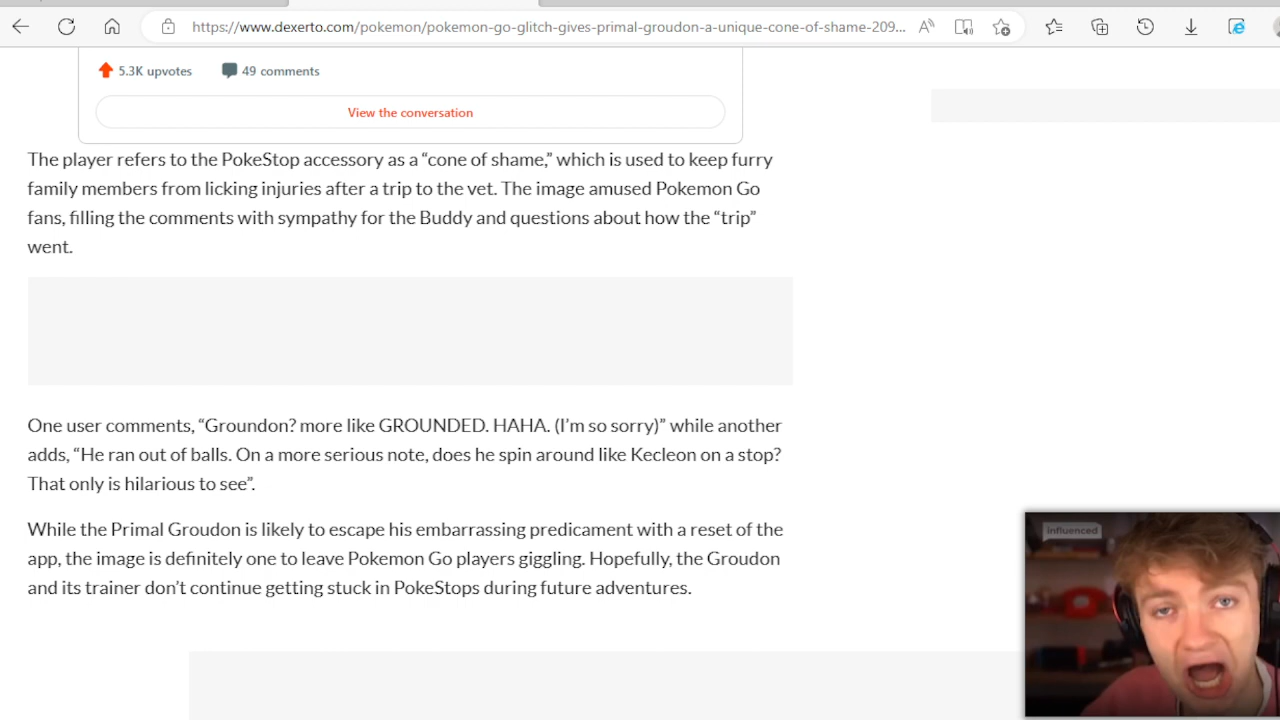 https://www.dexerto.com/pokemon/pokemon-go-glitch-gives-primal-groudon-a-unique-cone-of-shame-209...
5.3K upvotes
49 comments
View the conversation
The player refers to the PokeStop accessory as a “cone of shame,” which is used to keep furry
family members from licking injuries after a trip to the vet. The image amused Pokemon Go
fans, filling the comments with sympathy for the Buddy and questions about how the “trip”
went.
One user comments, “Groundon? more like GROUNDED. HAHA. (I’m so sorry)” while another
adds, “He ran out of balls. On a more serious note, does he spin around like Kecleon on a stop?
That only is hilarious to see”.
While the Primal Groudon is likely to escape his embarrassing predicament with a reset of the
app, the image is definitely one to leave Pokemon Go players giggling. Hopefully, the Groudon
and its trainer don’t continue getting stuck in PokeStops during future adventures.
influenced